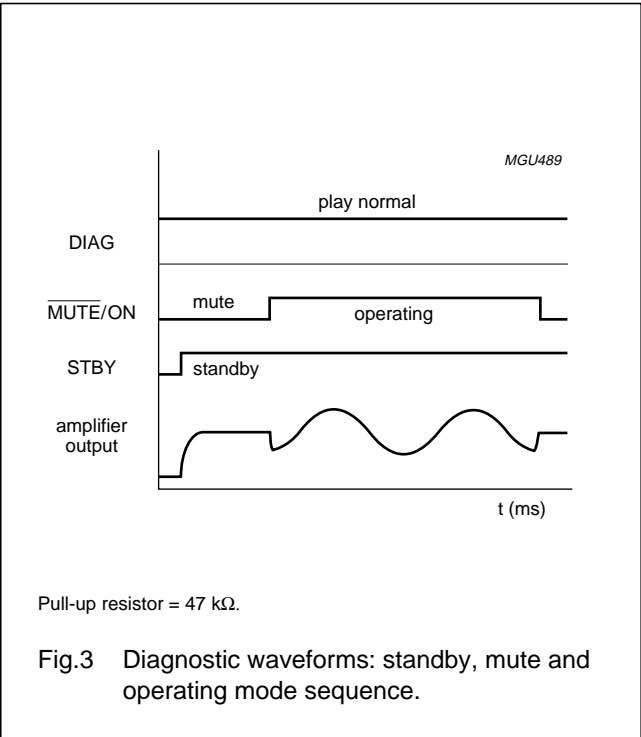 MGU489
play normal
DIAG
MUTE/ON
mute
operating
STBY
standby
amplifier
output
t (ms)
Pull-up resistor = 47 kΩ.
Fig.3 Diagnostic waveforms: standby, mute and
operating mode sequence.